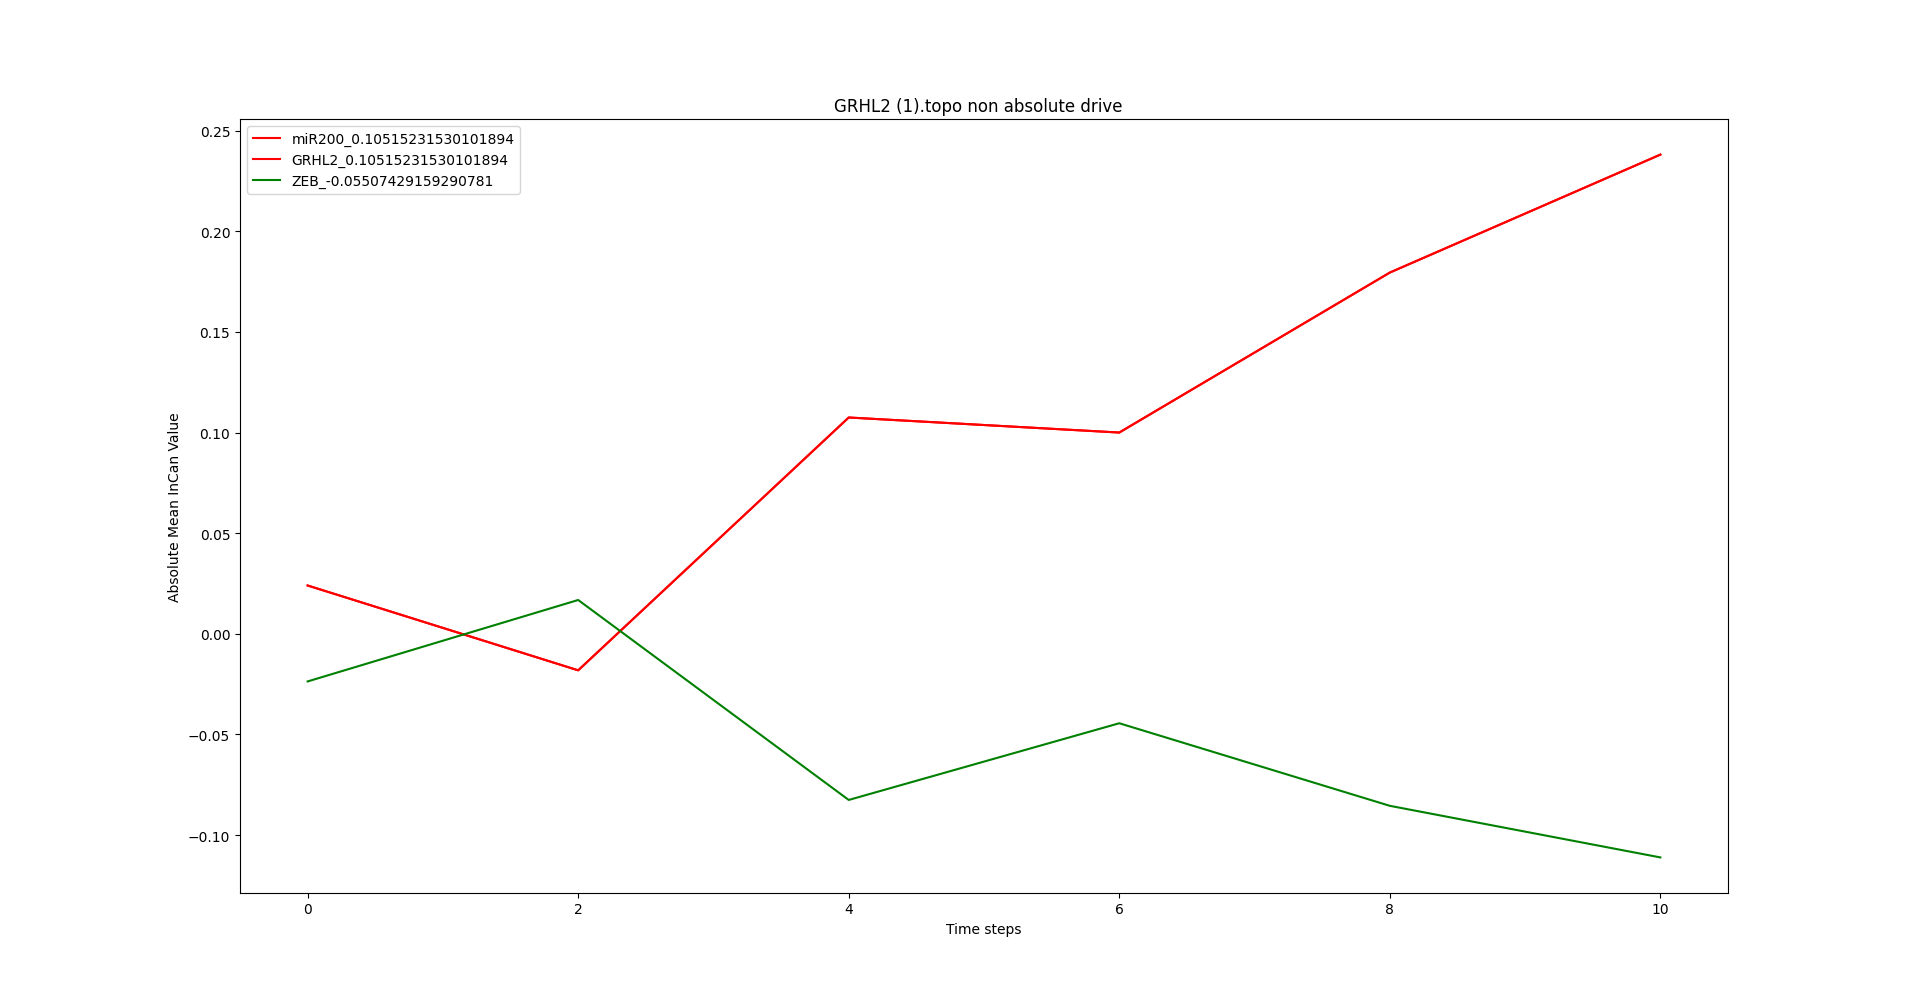 GRHL2 (1).topo non absolute drive
miR200_0.10515231530101894
GRHL2_0.10515231530101894
ZEB_-0.05507429159290781
0.25
0.20
0.15
0.10
0.05
0.00
−0.05
−0.10
Absolute Mean InCan Value
0 2 4 6 8 10
Time steps